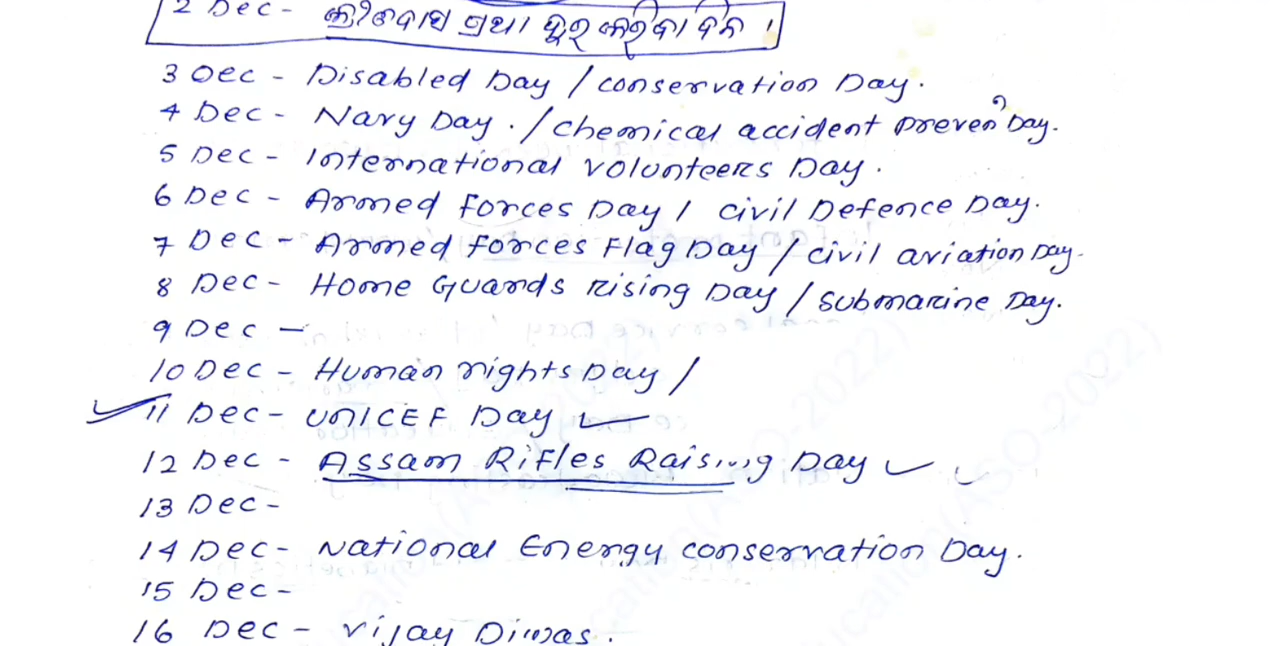 2 Dec - କ୍ରୀତଦାସ ପ୍ରଥା ଦୂର କରିବା ଦିନ ।
3 Dec - Disabled Day / conservation Day.
4 Dec - Navy Day. / chemical accident preven^n Day.
5 Dec - International volunteers Day.
6 Dec - Armed forces Day / civil Defence Day.
7 Dec - Armed forces Flag Day / civil aviation Day.
8 Dec - Home Guards rising Day / submarine Day.
9 Dec -
10 Dec - Human rights Day /
11 Dec - UNICEF Day
12 Dec - Assam Rifles Raising Day
13 Dec -
14 Dec - National Energy conservation Day.
15 Dec -
16 Dec - Vijay Diwas.
(ASO-2022)